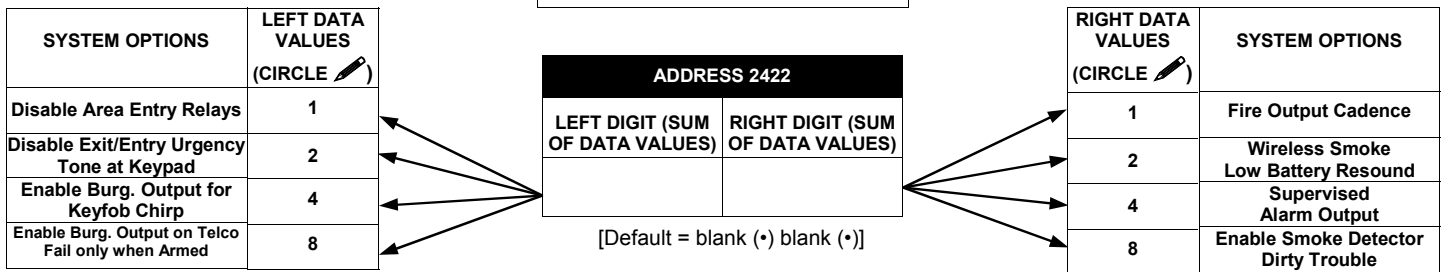 SYSTEM OPTIONS
LEFT DATA
VALUES
(CIRCLE )
Disable Area Entry Relays
1
Disable Exit/Entry Urgency
Tone at Keypad
2
Enable Burg. Output for
Keyfob Chirp
4
Enable Burg. Output on Telco
Fail only when Armed
8
ADDRESS 2422
LEFT DIGIT (SUM
OF DATA VALUES)
RIGHT DIGIT (SUM
OF DATA VALUES)
[Default = blank (•) blank (•)]
RIGHT DATA
VALUES
(CIRCLE )
SYSTEM OPTIONS
1
Fire Output Cadence
2
Wireless Smoke
Low Battery Resound
4
Supervised
Alarm Output
8
Enable Smoke Detector
Dirty Trouble